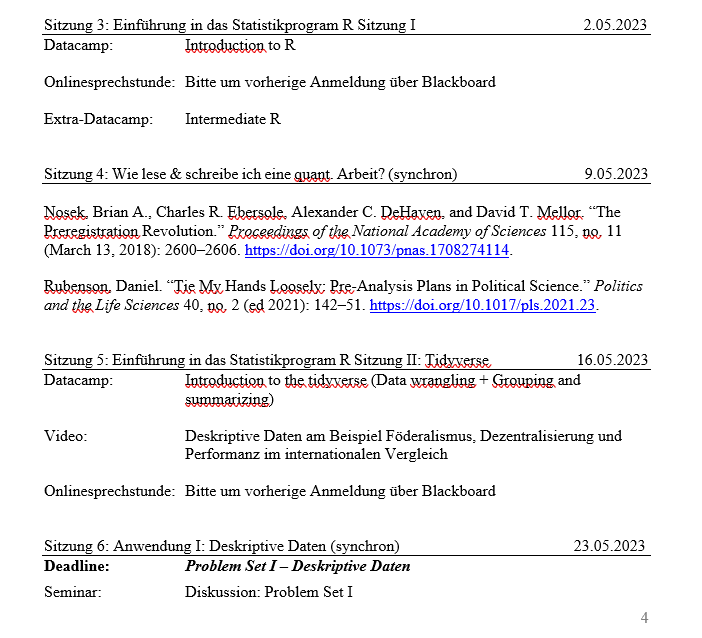 Sitzung 3: Einführung in das Statistikprogram R Sitzung I 2.05.2023
Datacamp: Introduction to R
Onlinesprechstunde: Bitte um vorherige Anmeldung über Blackboard
Extra-Datacamp: Intermediate R
Sitzung 4: Wie lese & schreibe ich eine quant. Arbeit? (synchron) 9.05.2023
Nosek, Brian A., Charles R. Ebersole, Alexander C. DeHaven, and David T. Mellor. “The
Preregistration Revolution.” Proceedings of the National Academy of Sciences 115, no. 11
(March 13, 2018): 2600–2606. https://doi.org/10.1073/pnas.1708274114.
Rubenson, Daniel. “Tie My Hands Loosely: Pre-Analysis Plans in Political Science.” Politics
and the Life Sciences 40, no. 2 (ed 2021): 142–51. https://doi.org/10.1017/pls.2021.23.
Sitzung 5: Einführung in das Statistikprogram R Sitzung II: Tidyverse 16.05.2023
Datacamp: Introduction to the tidyverse (Data wrangling + Grouping and
summarizing)
Video: Deskriptive Daten am Beispiel Föderalismus, Dezentralisierung und
Performanz im internationalen Vergleich
Onlinesprechstunde: Bitte um vorherige Anmeldung über Blackboard
Sitzung 6: Anwendung I: Deskriptive Daten (synchron) 23.05.2023
Deadline: Problem Set I – Deskriptive Daten
Seminar: Diskussion: Problem Set I
4